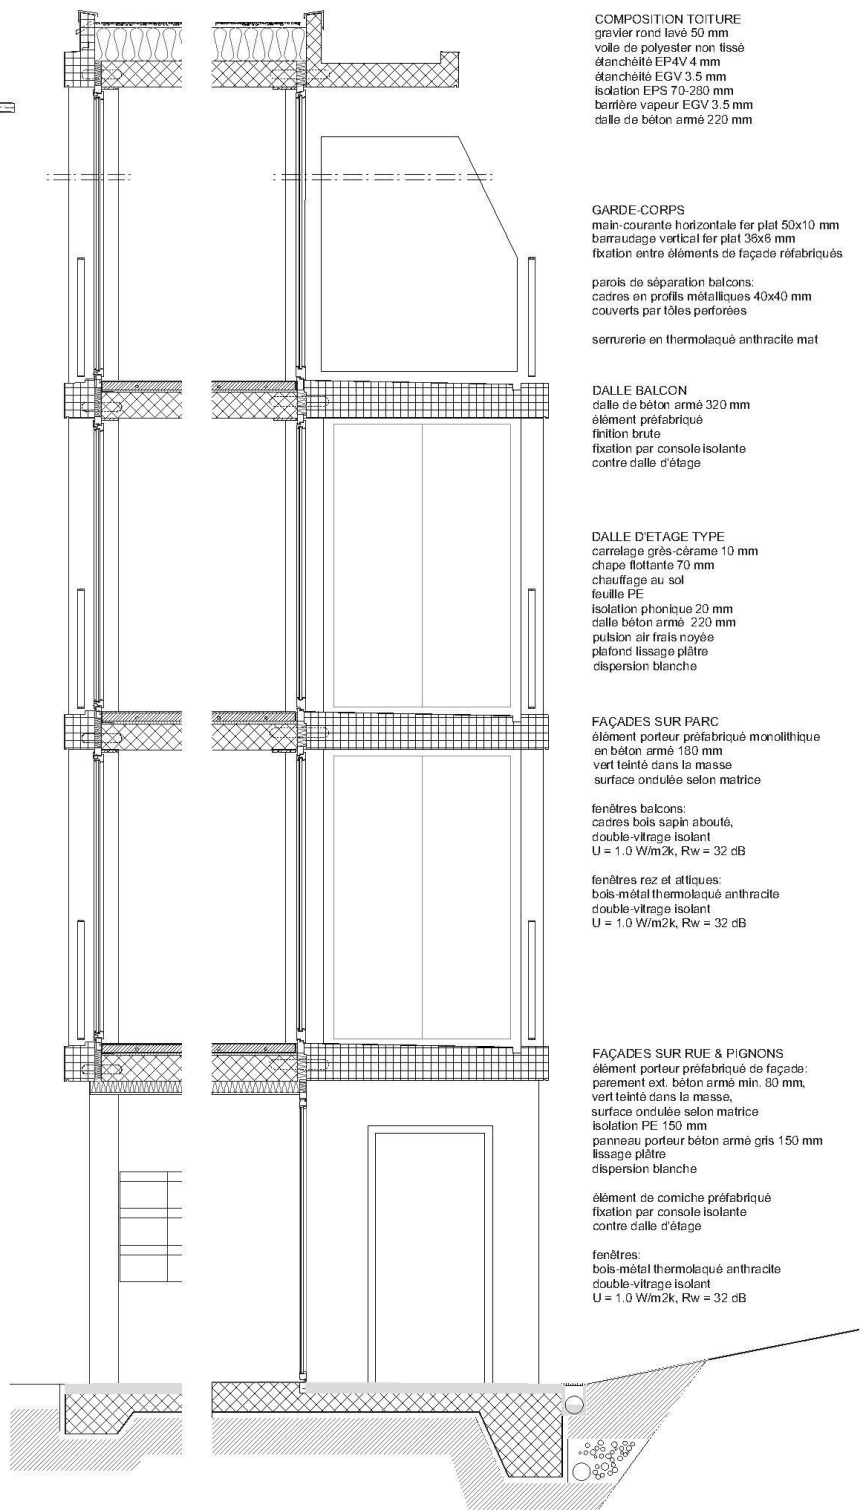 COMPOSITION TOITURE
gravier rond lavé 50 mm
voile de polyester non tissé
étanchéité EP4V 4 mm
étanchéité EGV 3.5 mm
isolation EPS 70-280 mm
barrière vapeur EGV 3.5 mm
dalle de béton armé 220 mm
GARDE-CORPS
main-courante horizontale fer plat 50x10 mm
barraudage vertical fer plat 36x6 mm
fixation entre éléments de façade réfabriqués
parois de séparation balcons:
cadres en profils métalliques 40x40 mm
couverts par tôles perforées
serrurerie en thermolaqué anthracite mat
DALLE BALCON
dalle de béton armé 320 mm
élément préfabriqué
finition brute
fixation par console isolante
contre dalle d'étage
DALLE D'ETAGE TYPE
carrelage grès-cérame 10 mm
chape flottante 70 mm
chauffage au sol
feuille PE
isolation phonique 20 mm
dalle béton armé 220 mm
pulsion air frais noyée
plafond lissage plâtre
dispersion blanche
FAÇADES SUR PARC
élément porteur préfabriqué monolithique
en béton armé 180 mm
vert teinté dans la masse
surface ondulée selon matrice
fenêtres balcons:
cadres bois sapin abouté,
double-vitrage isolant
U = 1.0 W/m2k, Rw = 32 dB
fenêtres rez et attiques:
bois-métal thermolaqué anthracite
double-vitrage isolant
U = 1.0 W/m2k, Rw = 32 dB
FAÇADES SUR RUE & PIGNONS
élément porteur préfabriqué de façade:
parement ext. béton armé min. 80 mm,
vert teinté dans la masse,
surface ondulée selon matrice
isolation PE 150 mm
panneau porteur béton armé gris 150 mm
lissage plâtre
dispersion blanche
élément de corniche préfabriqué
fixation par console isolante
contre dalle d'étage
fenêtres:
bois-métal thermolaqué anthracite
double-vitrage isolant
U = 1.0 W/m2k, Rw = 32 dB